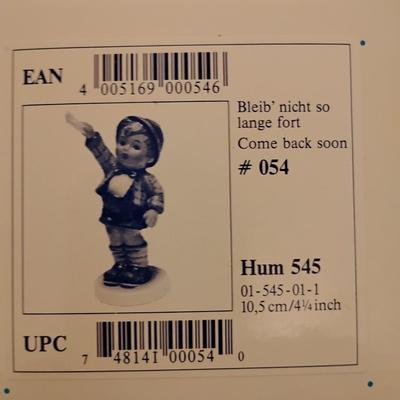 EAN
4 005169 000546
Bleib' nicht so
lange fort
Come back soon
# 054
Hum 545
01-545-01-1
10,5 cm/4¼ inch
UPC
7 48141 00054 0